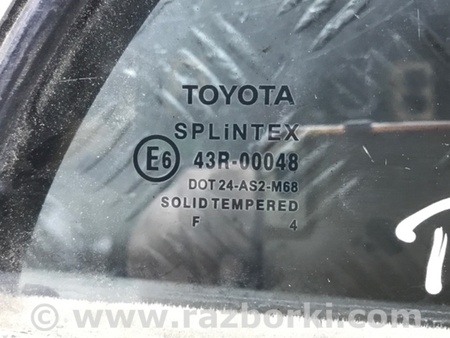 TOYOTA
SPLiNTEX
E6 43R-00048
DOT 24-AS2-M68
SOLID TEMPERED
F 4
© www.razborki.com